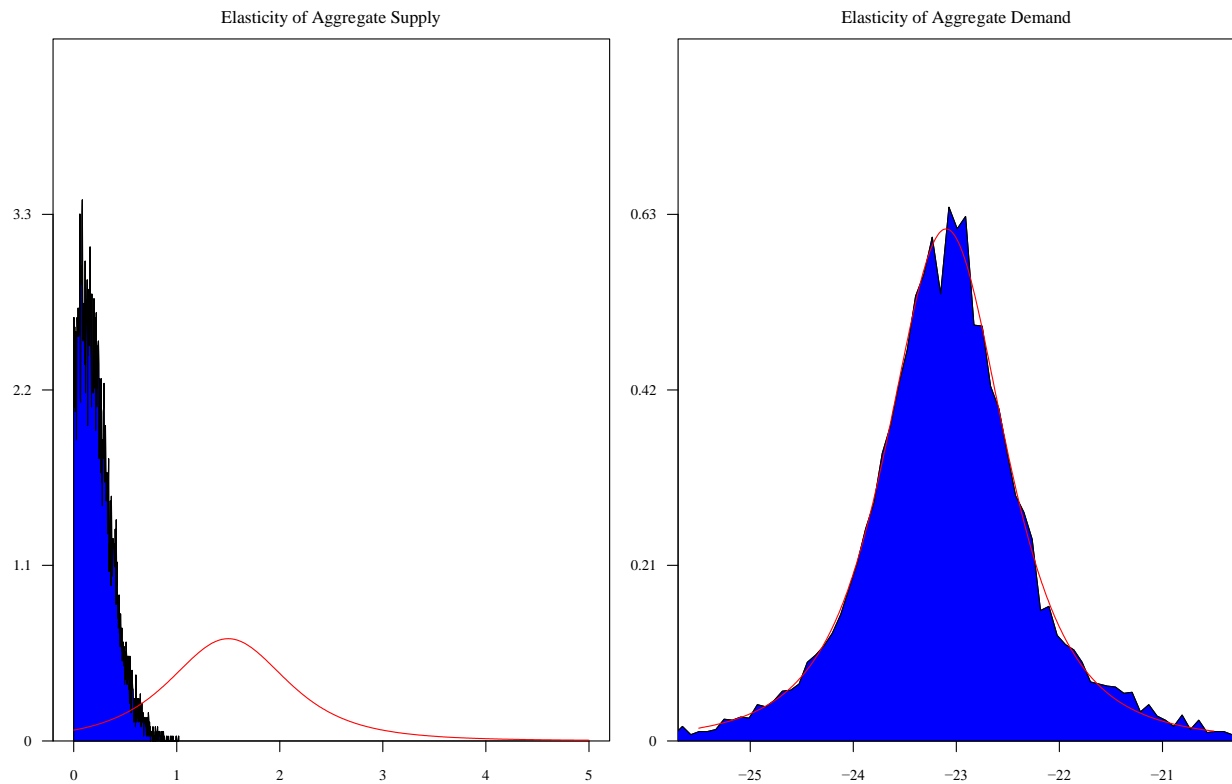 Elasticity of Aggregate Supply
3.3
2.2
1.1
0
0 1 2 3 4 5
Elasticity of Aggregate Demand
0.63
0.42
0.21
0
−25 −24 −23 −22 −21